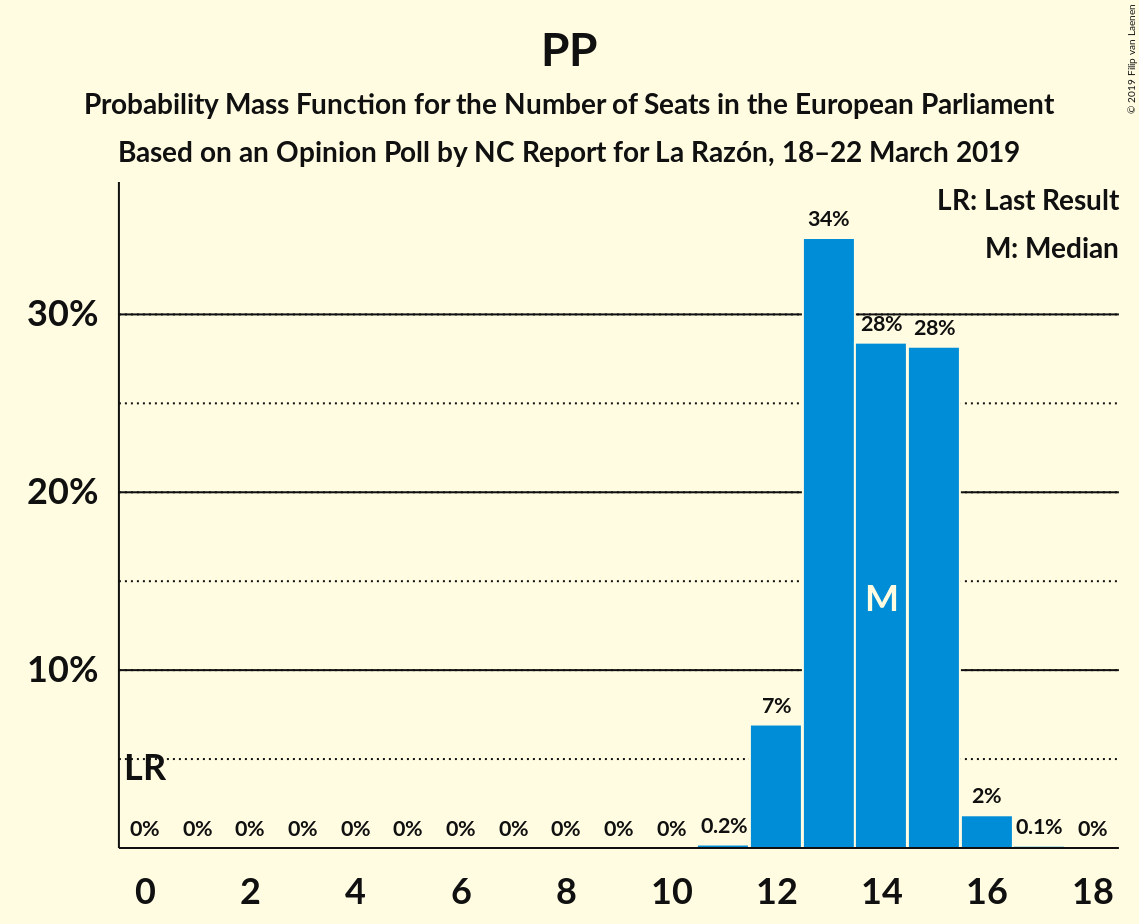 PP
Probability Mass Function for the Number of Seats in the European Parliament
Based on an Opinion Poll by NC Report for La Razón, 18–22 March 2019
© 2019 Filip van Laenen
LR: Last Result
M: Median
34%
30%
28% 28%
20%
M
10%
7%
LR
2%
0% 0% 0% 0% 0% 0% 0% 0% 0% 0% 0% 0.2% 0.1% 0%
0 2 4 6 8 10 12 14 16 18